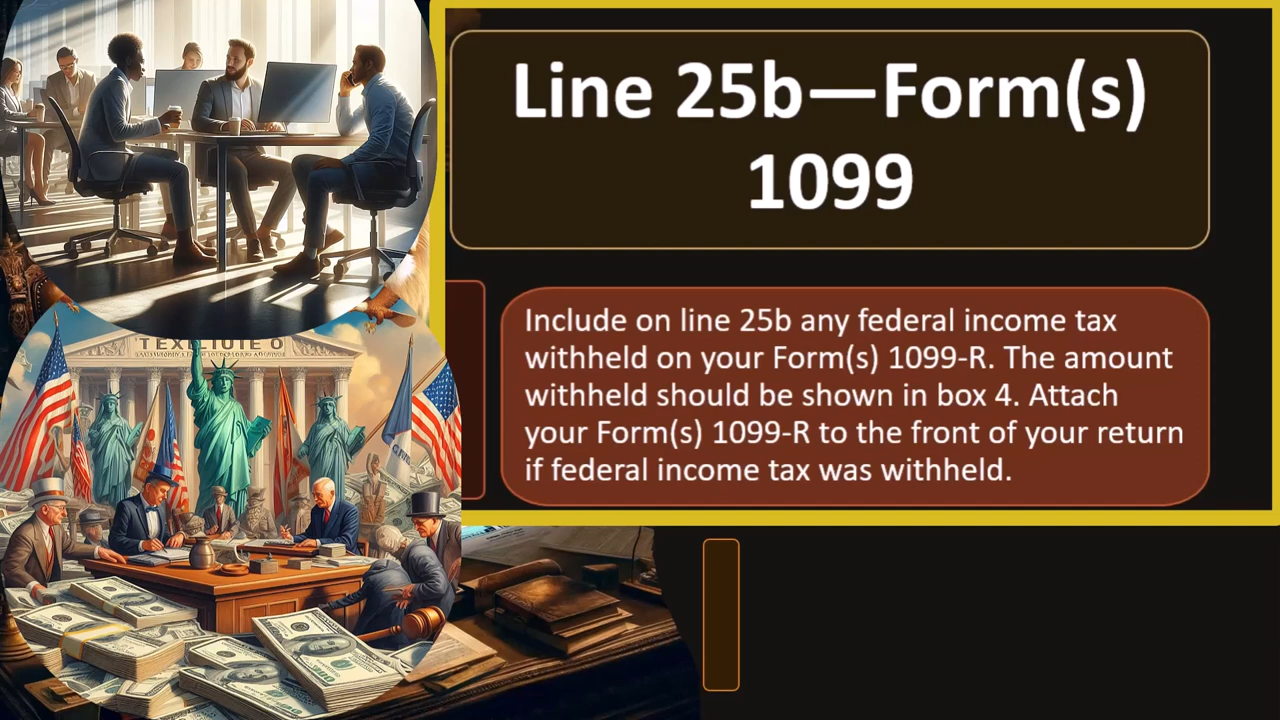 Line 25b—Form(s)
1099
Include on line 25b any federal income tax
withheld on your Form(s) 1099-R. The amount
withheld should be shown in box 4. Attach
your Form(s) 1099-R to the front of your return
if federal income tax was withheld.
TEXLIUIE O